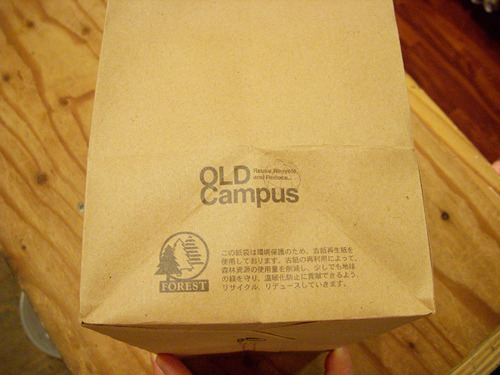 OLD
Campus
Reuse, Recycle,
and Reduce...
この紙袋は環境保護のため、古紙再生紙を
使用しております。古紙の再利用によって、
森林資源の使用量を削減し、少しでも地球
の緑を守り、温暖化防止に貢献できるよう、
リサイクル、リデュースしていきます。
FOREST